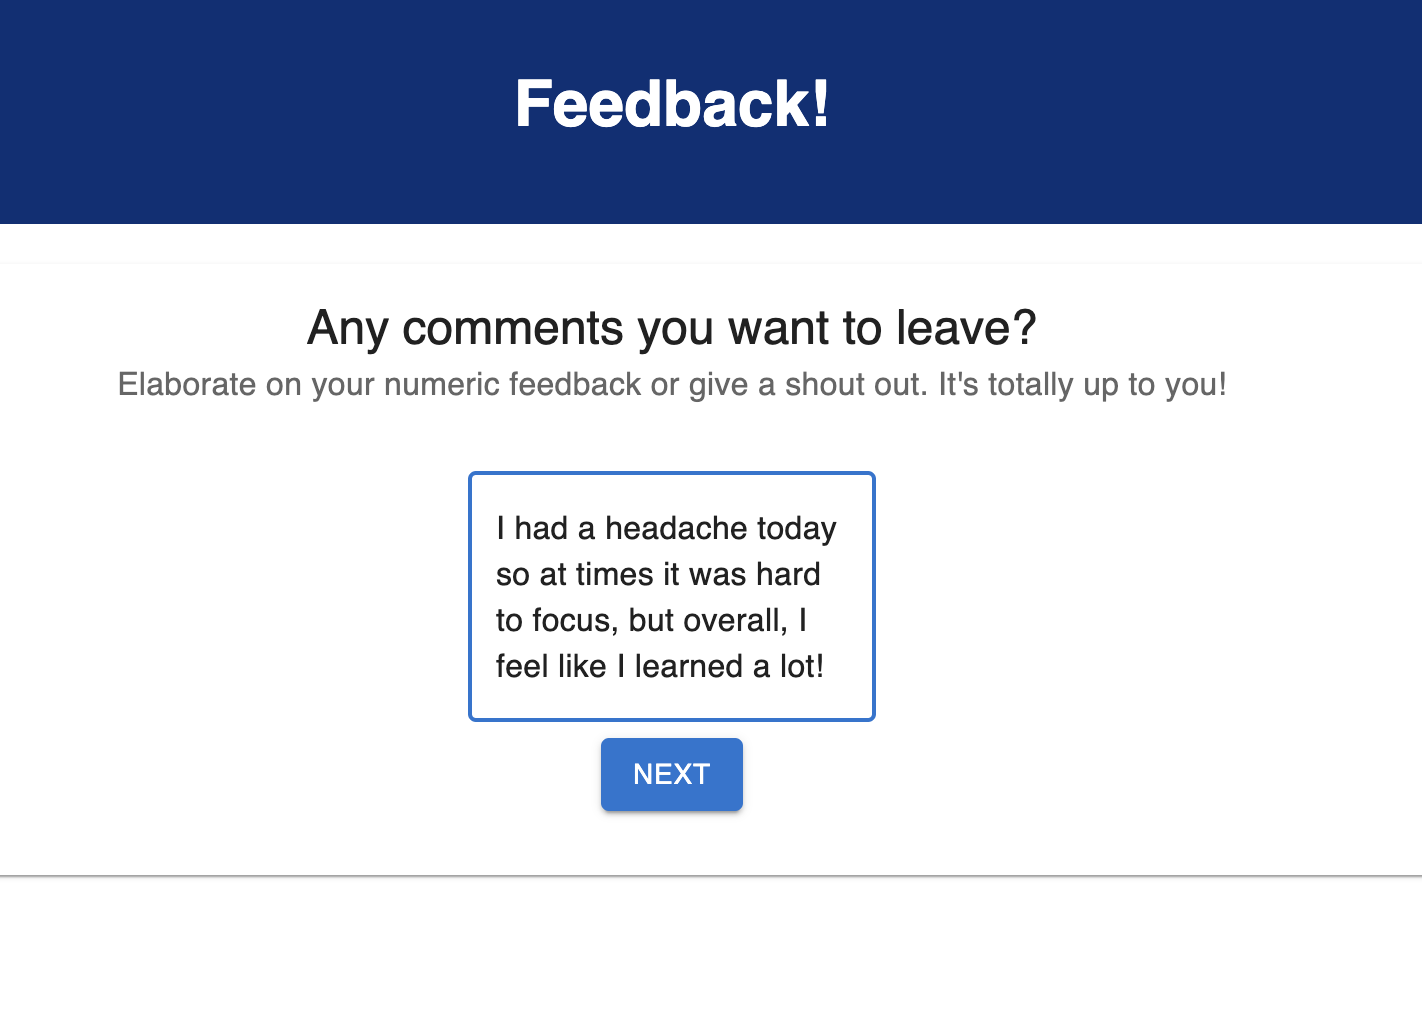 Feedback!
Any comments you want to leave?
Elaborate on your numeric feedback or give a shout out. It's totally up to you!
I had a headache today
so at times it was hard
to focus, but overall, I
feel like I learned a lot!
NEXT